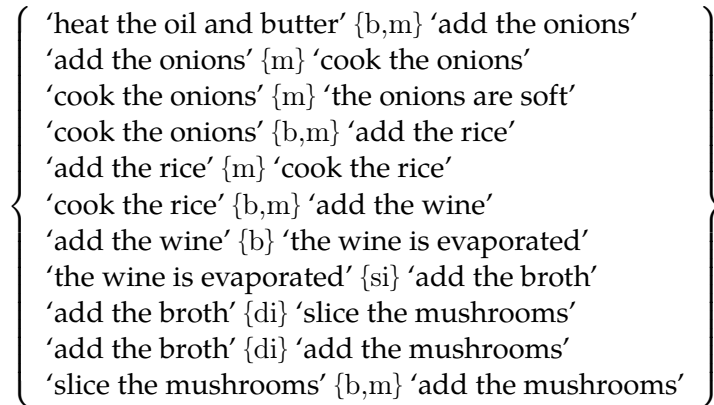 ‘heat the oil and butter’ {b,m} ‘add the onions’
‘add the onions’ {m} ‘cook the onions’
‘cook the onions’ {m} ‘the onions are soft’
‘cook the onions’ {b,m} ‘add the rice’
‘add the rice’ {m} ‘cook the rice’
‘cook the rice’ {b,m} ‘add the wine’
‘add the wine’ {b} ‘the wine is evaporated’
‘the wine is evaporated’ {si} ‘add the broth’
‘add the broth’ {di} ‘slice the mushrooms’
‘add the broth’ {di} ‘add the mushrooms’
‘slice the mushrooms’ {b,m} ‘add the mushrooms’